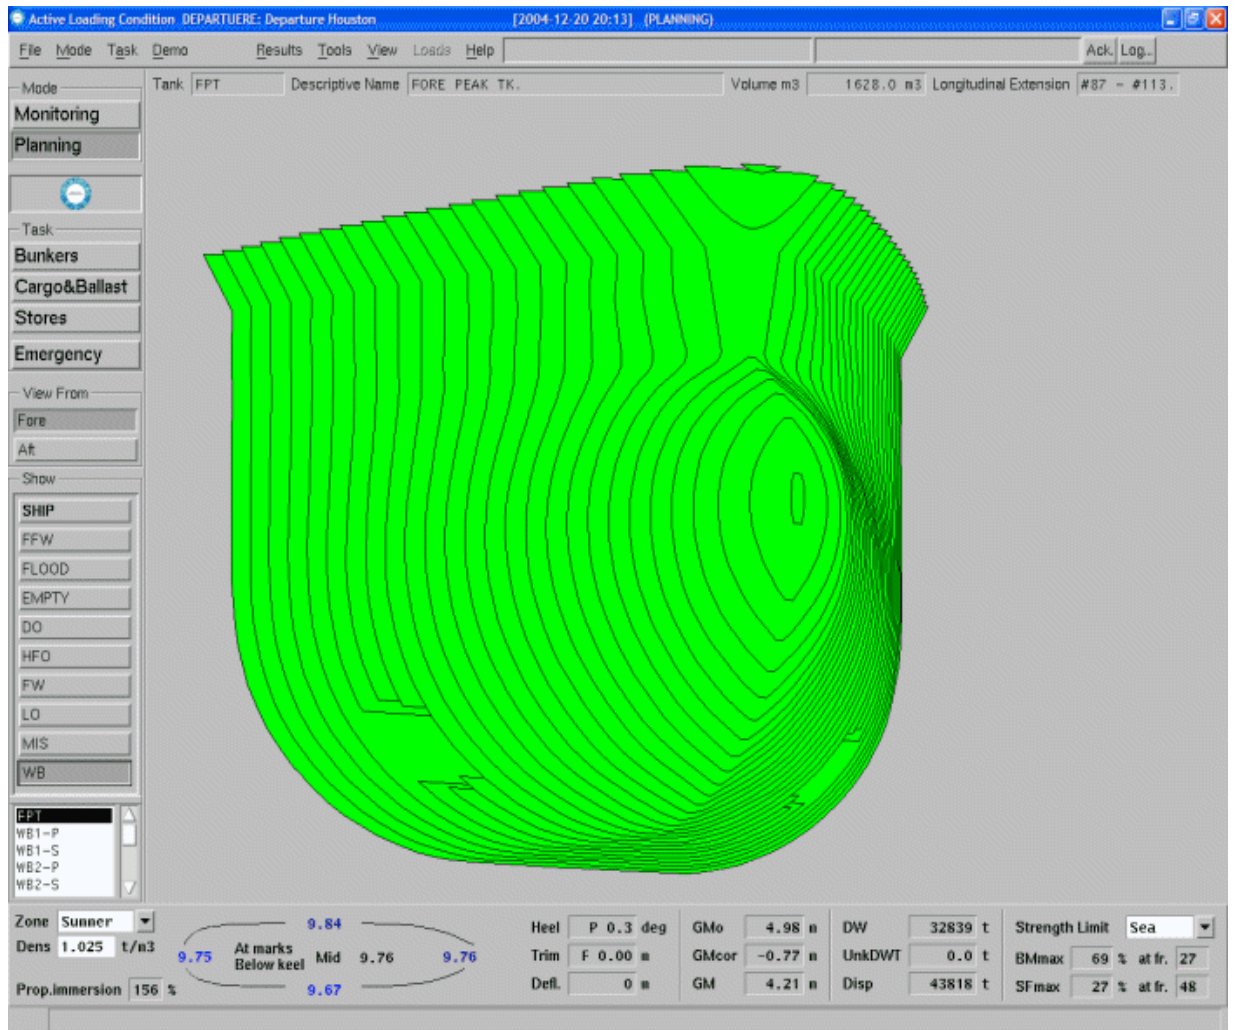 Active Loading Condition DEPARTUERE: Departure Houston [2004-12-20 20:13] (PLANNING)
File Mode Task Demo Results Tools View Loads Help Ack. Log...
Tank FPT Descriptive Name FORE PEAK TK. Volume m3 1628.0 m3 Longitudinal Extension #87 - #113.
Mode
Monitoring
Planning
Task
Bunkers
Cargo&Ballast
Stores
Emergency
View From
Fore
Aft
Show
SHIP
FFW
FLOOD
EMPTY
DO
HFO
FW
LO
MIS
WB
FPT
WB1-P
WB1-S
WB2-P
WB2-S
Zone Summer
Dens 1.025 t/m3
Prop.immersion 156 %
9.84
9.75 At marks Below keel Mid 9.76 9.76
9.67
Heel P 0.3 deg
Trim F 0.00 m
Defl. 0 m
GMo 4.98 m
GMcor -0.77 m
GM 4.21 m
DW 32839 t
UnkDWT 0.0 t
Disp 43818 t
Strength Limit Sea
BMmax 69 % at fr. 27
SFmax 27 % at fr. 48